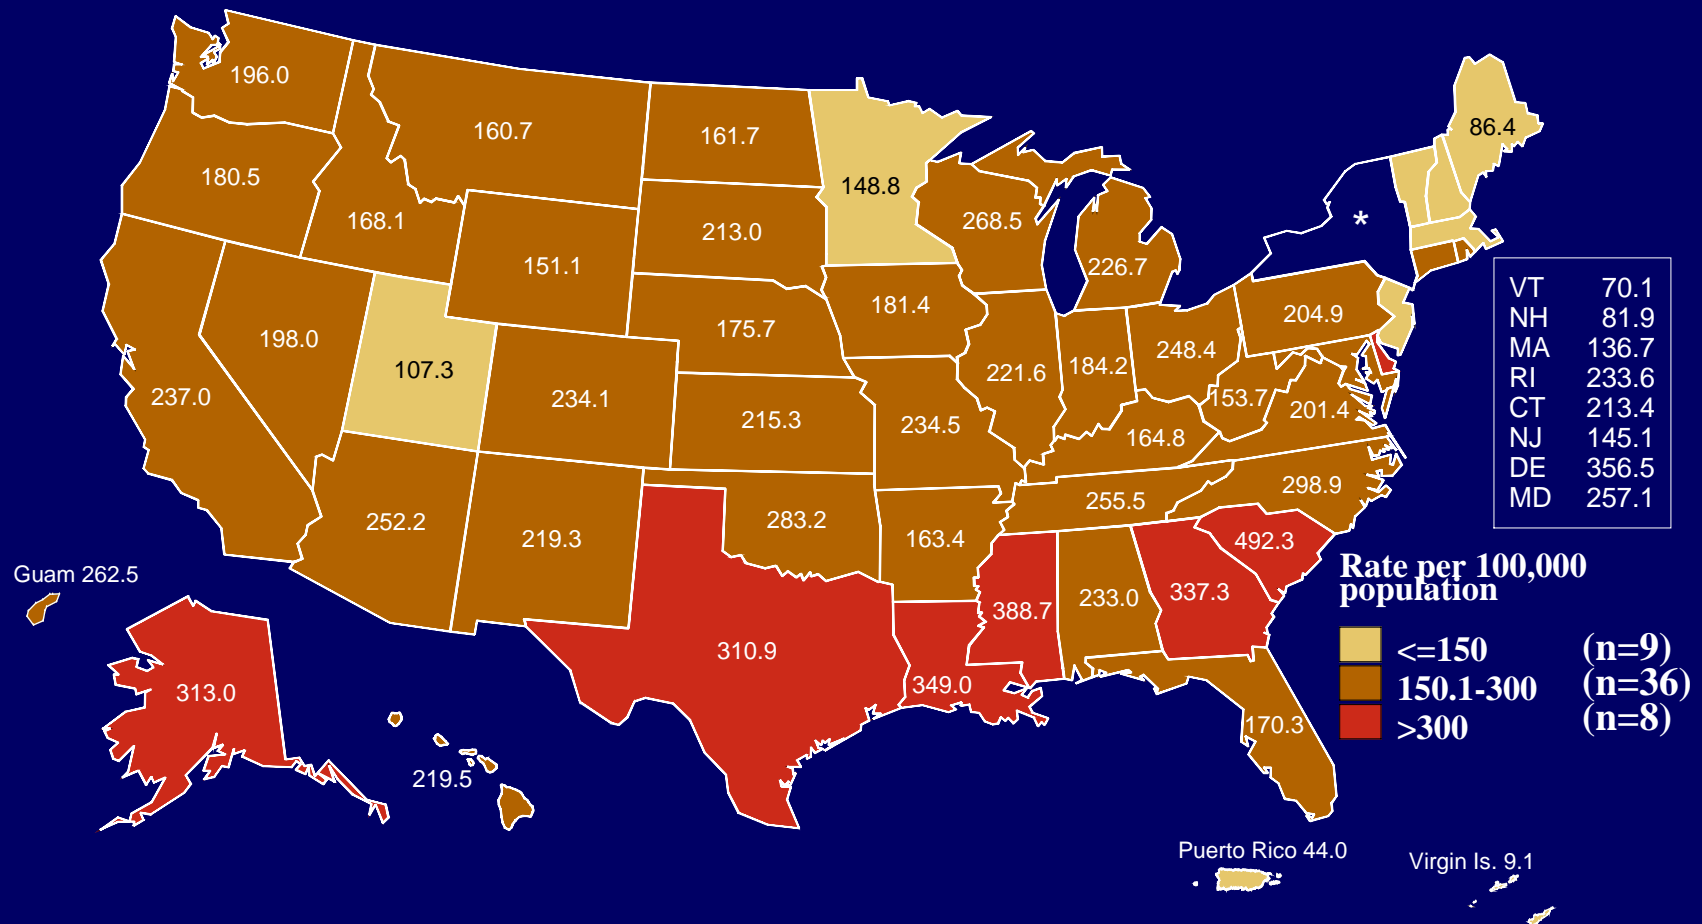 196.0
160.7
161.7
86.4
148.8
180.5
168.1
213.0
268.5
*
151.1
226.7
181.4
204.9
198.0
175.7
248.4
107.3
221.6
184.2
237.0
234.1
153.7
201.4
215.3
234.5
164.8
298.9
255.5
252.2
219.3
283.2
163.4
492.3
388.7
233.0
337.3
310.9
349.0
170.3
VT 70.1
NH 81.9
MA 136.7
RI 233.6
CT 213.4
NJ 145.1
DE 356.5
MD 257.1
Guam 262.5
313.0
219.5
Rate per 100,000
population
<=150 (n=9)
150.1-300 (n=36)
>300 (n=8)
Puerto Rico 44.0
Virgin Is. 9.1